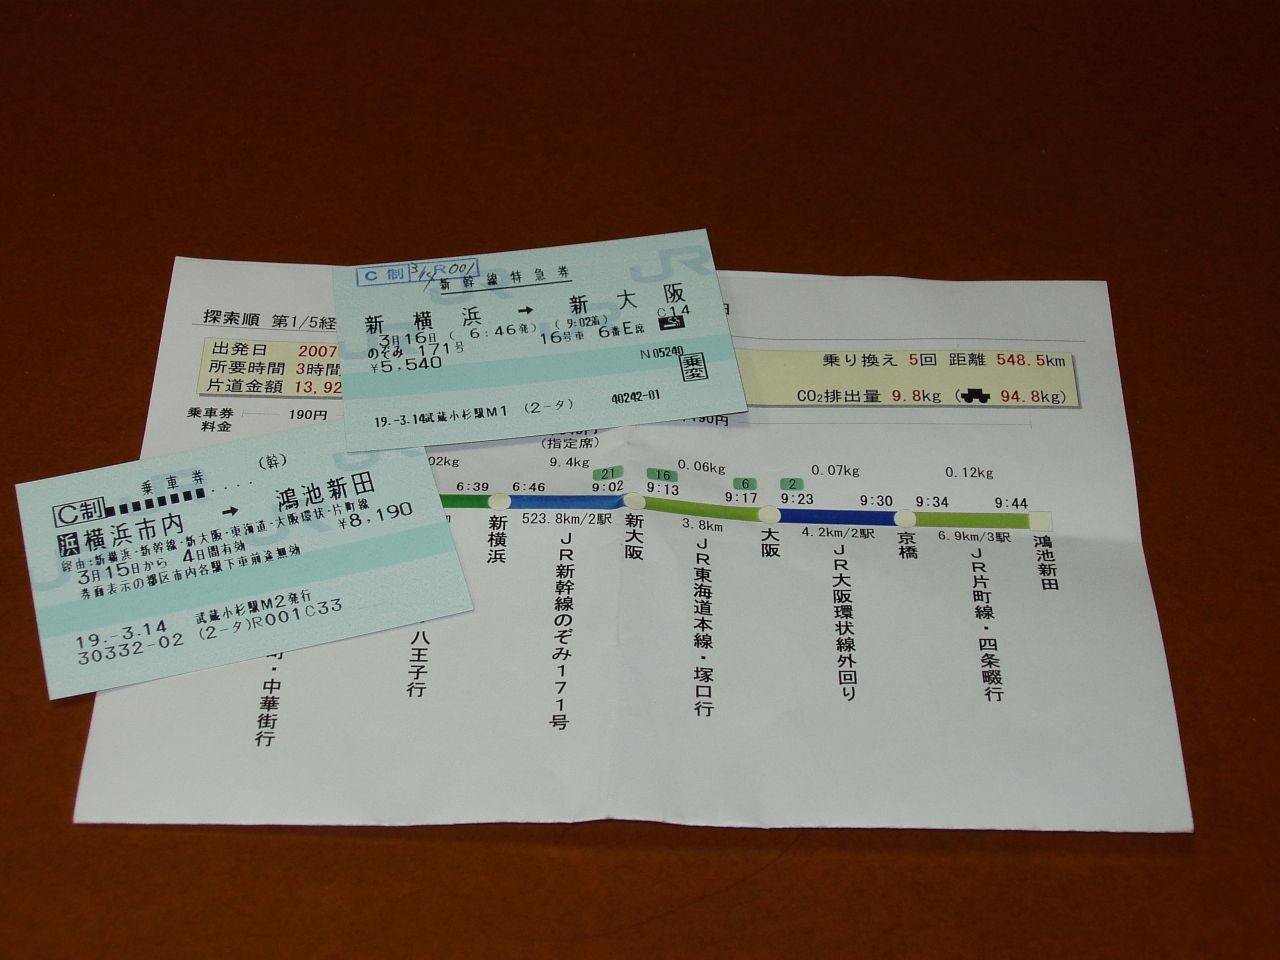 C制 3/15 R001
新幹線特急券
新横浜 → 新大阪
3月16日 ( 6:46発) (9:02着) C14
のぞみ 171号 16号車 6番E席
¥5,540
N05240
乗変
19.-3.14武蔵小杉駅M1 (2-タ) 40242-01
JR
乗車券 (幹)
C制
浜横浜市内 → 鴻池新田
経由:新横浜・新幹線・新大阪・東海道・大阪環状・片町線
3月15日から 4日間有効 ¥8,190
券面表示の都区市内各駅下車前途無効
19.-3.14 武蔵小杉駅M2発行
30332-02 (2-タ)R001C33
探索順 第1/5経
出発日 2007
所要時間 3時間
片道金額 13,92
乗り換え 5回 距離 548.5km
CO2排出量 9.8kg ( 94.8kg)
乗車券 190円
料金
190円
(指定席)
02kg 9.4kg 0.06kg 0.07kg 0.12kg
21 16 6 2
6:39 6:46 9:02 9:13 9:17 9:23 9:30 9:34 9:44
523.8km/2駅 3.8km 4.2km/2駅 6.9km/3駅
新横浜
新大阪
大阪
京橋
鴻池新田
・中華街行
八王子行
JR新幹線のぞみ171号
JR東海道本線・塚口行
JR大阪環状線外回り
JR片町線・四条畷行